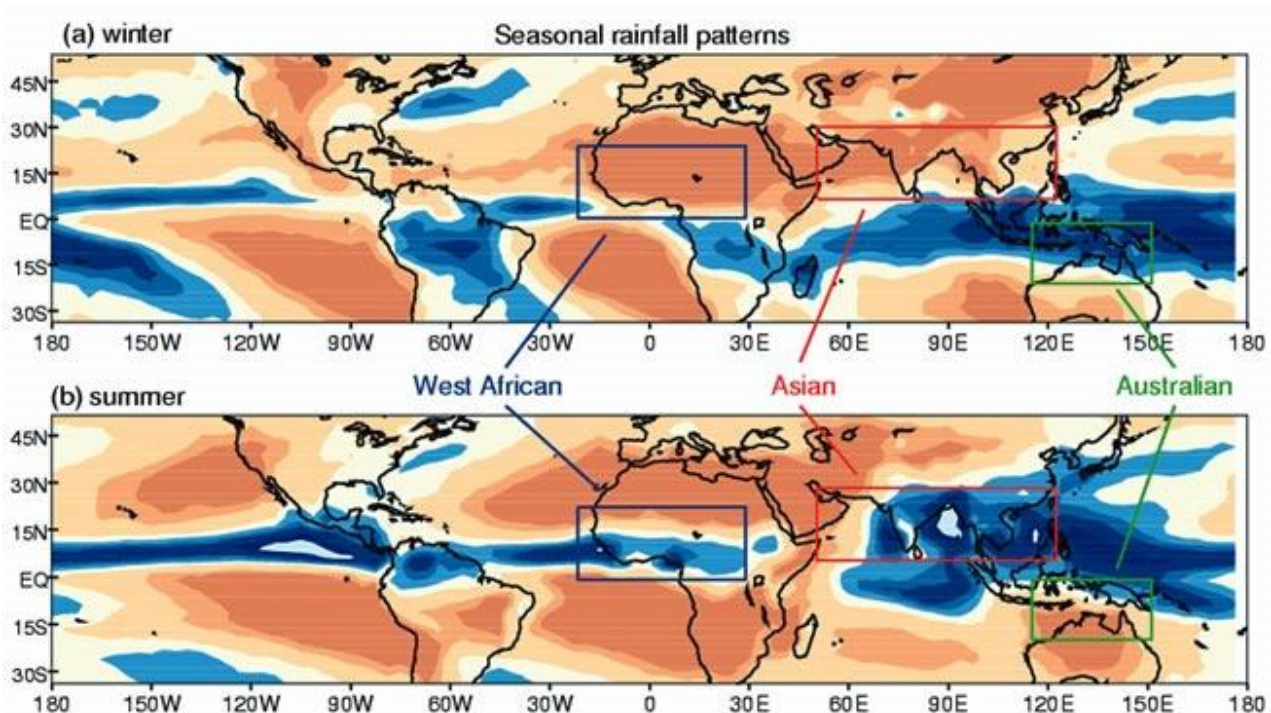 (a) winter
Seasonal rainfall patterns
45N
30N
15N
EQ
15S
30S
180 150W 120W 90W 60W 30W 0 30E 60E 90E 120E 150E 180
West African Asian Australian
(b) summer
45N
30N
15N
EQ
15S
30S
180 150W 120W 90W 60W 30W 0 30E 60E 90E 120E 150E 180